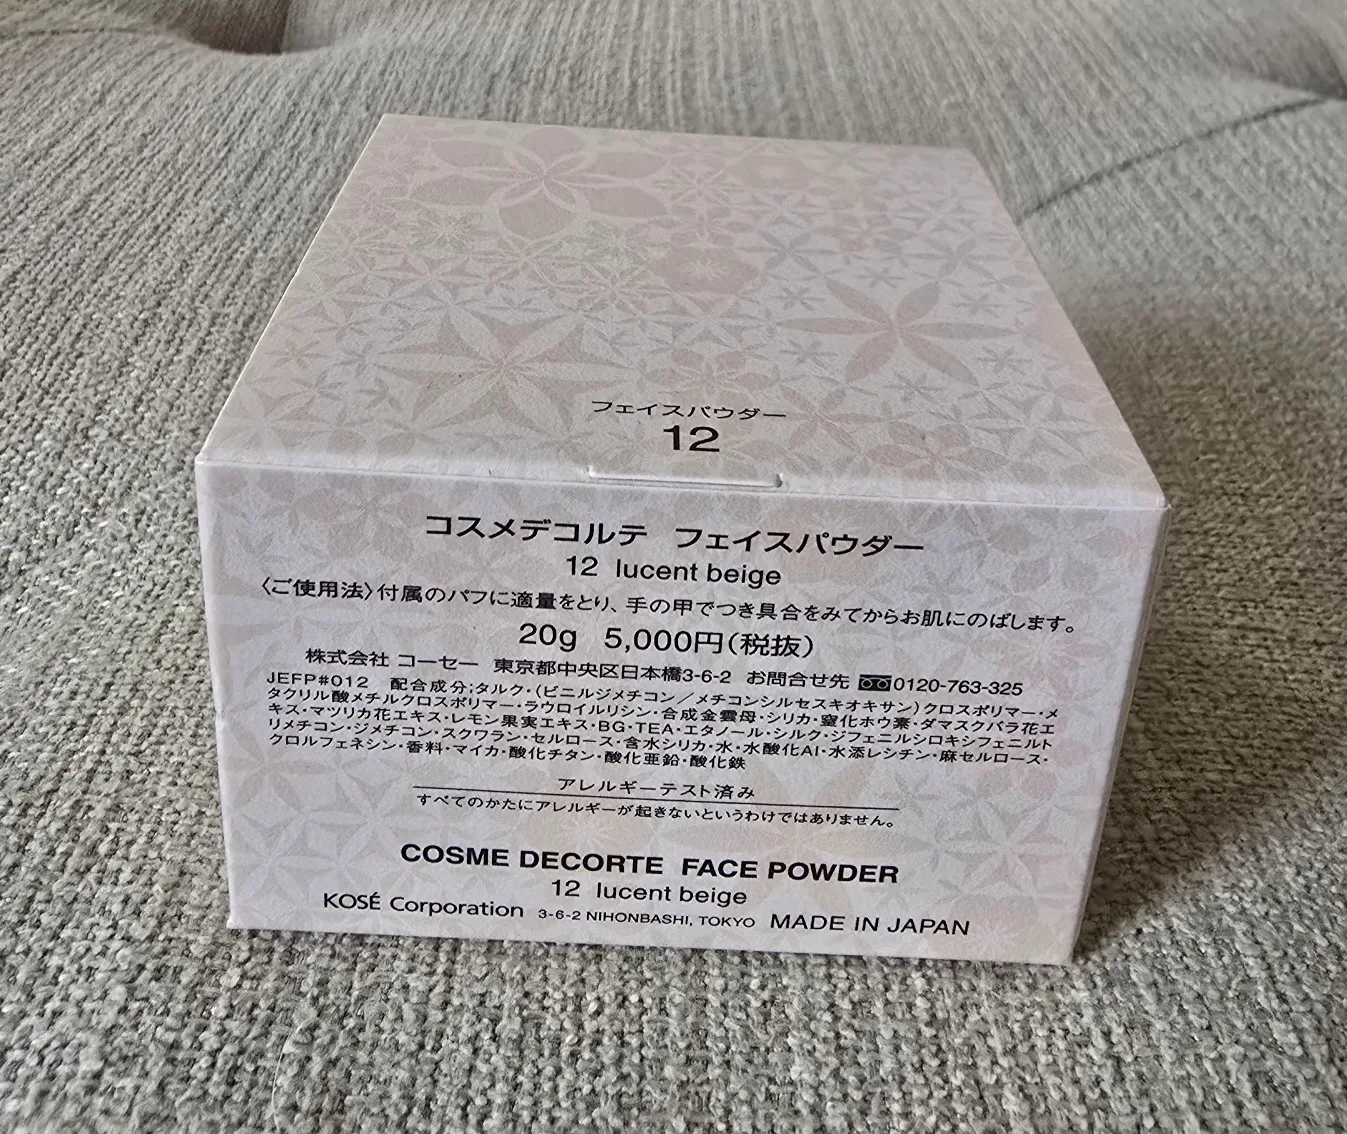 フェイスパウダー
12
コスメデコルテ フェイスパウダー
12 lucent beige
〈ご使用法〉付属のパフに適量をとり、手の甲でつき具合をみてからお肌にのばします。
20g 5,000円(税抜)
株式会社 コーセー 東京都中央区日本橋3-6-2 お問合せ先 0120-763-325
JEFP#012 配合成分;タルク・(ビニルジメチコン/メチコンシルセスキオキサン)クロスポリマー・メ
タクリル酸メチルクロスポリマー・ラウロイルリシン・合成金雲母・シリカ・窒化ホウ素・ダマスクバラ花エ
キス・マツリカ花エキス・レモン果実エキス・BG・TEA・エタノール・シルク・ジフェニルシロキシフェニルト
リメチコン・ジメチコン・スクワラン・セルロース・含水シリカ・水・水酸化Al・水添レシチン・麻セルロース・
クロルフェネシン・香料・マイカ・酸化チタン・酸化亜鉛・酸化鉄
アレルギーテスト済み
すべてのかたにアレルギーが起きないというわけではありません。
COSME DECORTE FACE POWDER
12 lucent beige
KOSÉ Corporation 3-6-2 NIHONBASHI, TOKYO MADE IN JAPAN